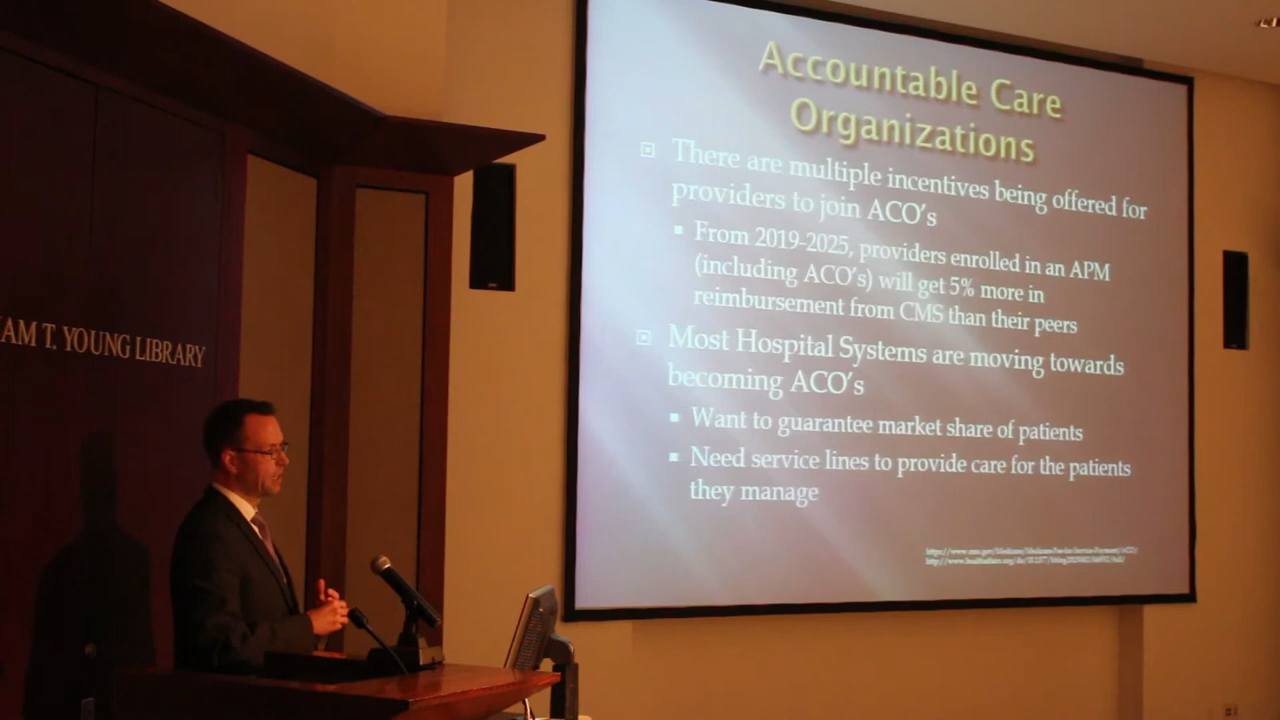 AM T. YOUNG LIBRARY
Accountable Care
Organizations
There are multiple incentives being offered for
providers to join ACO's
From 2019-2025, providers enrolled in an APM
(including ACO's) will get 5% more in
reimbursement from CMS than their peers
Most Hospital Systems are moving towards
becoming ACO's
Want to guarantee market share of patients
Need service lines to provide care for the patients
they manage